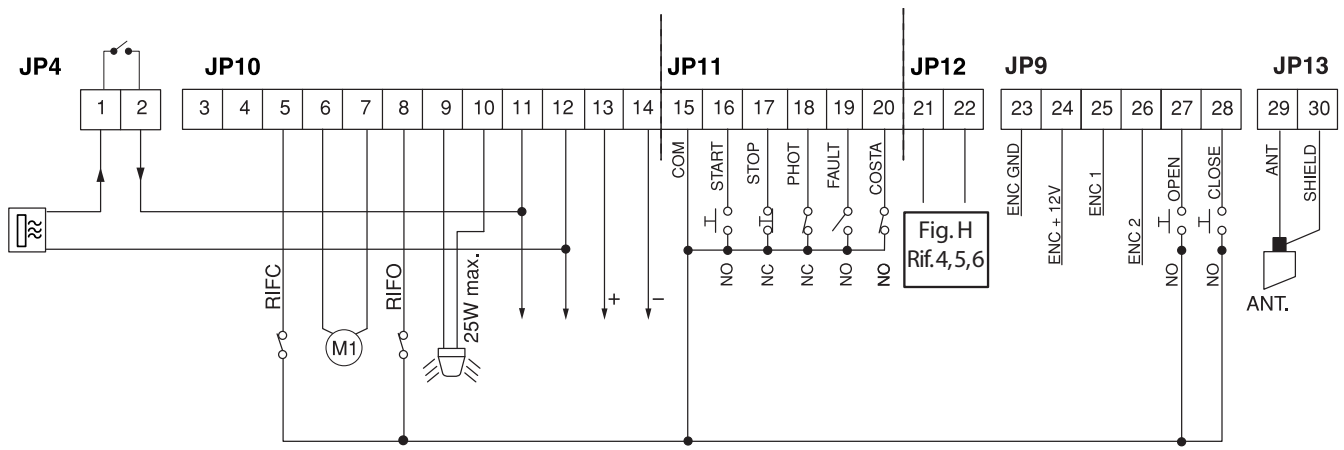 JP4
JP10
JP11
JP12
JP9
JP13
1 2
3 4 5 6 7 8 9 10 11 12 13 14
15 16 17 18 19 20
21 22
23 24 25 26 27 28
29 30
COM
START
STOP
PHOT
FAULT
COSTA
ENC GND
ENC + 12V
ENC 1
ENC 2
OPEN
CLOSE
ANT
SHIELD
Fig. H
Rif.4,5,6
RIFC
M1
RIFO
25W max.
+
–
NO
NC
NC
NO
NO
NO
NO
ANT.